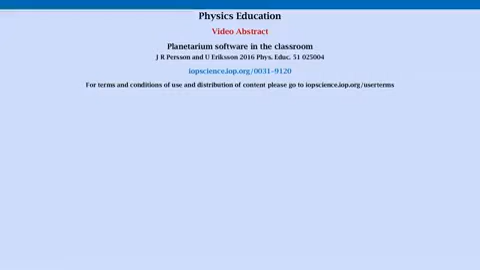 Physics Education
Video Abstract
Planetarium software in the classroom
J R Persson and U Eriksson 2016 Phys. Educ. 51 025004
iopscience.iop.org/0031-9120
For terms and conditions of use and distribution of content please go to iopscience.iop.org/userterms